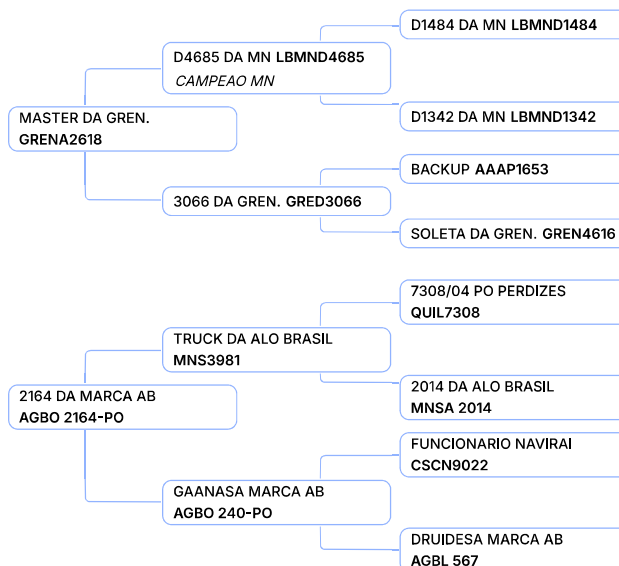 D1484 DA MN LBMND1484
D4685 DA MN LBMND4685
CAMPEAO MN
D1342 DA MN LBMND1342
MASTER DA GREN.
GRENA2618
BACKUP AAAP1653
3066 DA GREN. GRED3066
SOLETA DA GREN. GREN4616
7308/04 PO PERDIZES
QUIL7308
TRUCK DA ALO BRASIL
MNS3981
2014 DA ALO BRASIL
MNSA 2014
2164 DA MARCA AB
AGBO 2164-PO
FUNCIONARIO NAVIRAI
CSCN9022
GAANASA MARCA AB
AGBO 240-PO
DRUIDESA MARCA AB
AGBL 567